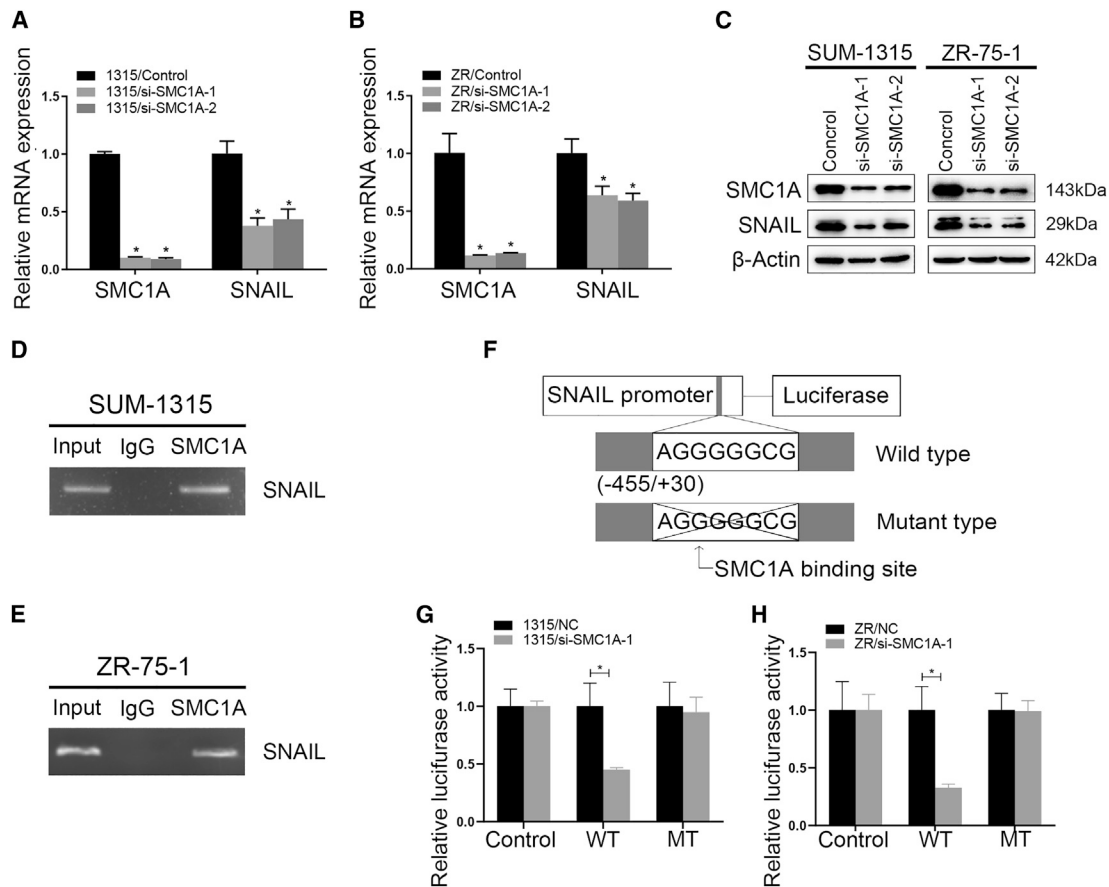 A
1315/Control
1315/si-SMC1A-1
1315/si-SMC1A-2
Relative mRNA expression
1.5
1.0
0.5
0.0
* *
* *
SMC1A
SNAIL
B
ZR/Control
ZR/si-SMC1A-1
ZR/si-SMC1A-2
Relative mRNA expression
1.5
1.0
0.5
0.0
* *
* *
SMC1A
SNAIL
C
SUM-1315
ZR-75-1
Concrol
si-SMC1A-1
si-SMC1A-2
Concrol
si-SMC1A-1
si-SMC1A-2
SMC1A
143kDa
SNAIL
29kDa
β-Actin
42kDa
D
SUM-1315
Input IgG SMC1A
SNAIL
E
ZR-75-1
Input IgG SMC1A
SNAIL
F
SNAIL promoter
Luciferase
AGGGGGCG
Wild type
(-455/+30)
AGGGGGCG
Mutant type
SMC1A binding site
G
1315/NC
1315/si-SMC1A-1
Relative lucifurase activity
1.5
1.0
0.5
0.0
*
Control
WT
MT
H
ZR/NC
ZR/si-SMC1A-1
Relative lucifurase activity
1.5
1.0
0.5
0.0
*
Control
WT
MT